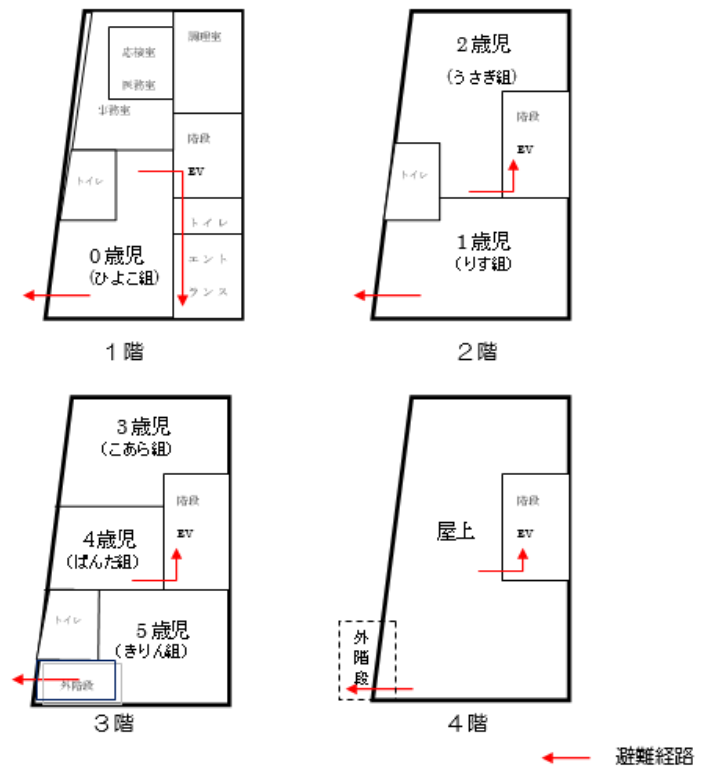 応接室
医務室
事務室
調理室
階段
EV
トイレ
トイレ
エント
ランス
0歳児
(ひよこ組)
1階
2歳児
(うさぎ組)
階段
EV
トイレ
1歳児
(りす組)
2階
3歳児
(こあら組)
階段
EV
4歳児
(ぱんだ組)
トイレ
5歳児
(きりん組)
外階段
3階
階段
EV
屋上
外
階
段
4階
避難経路